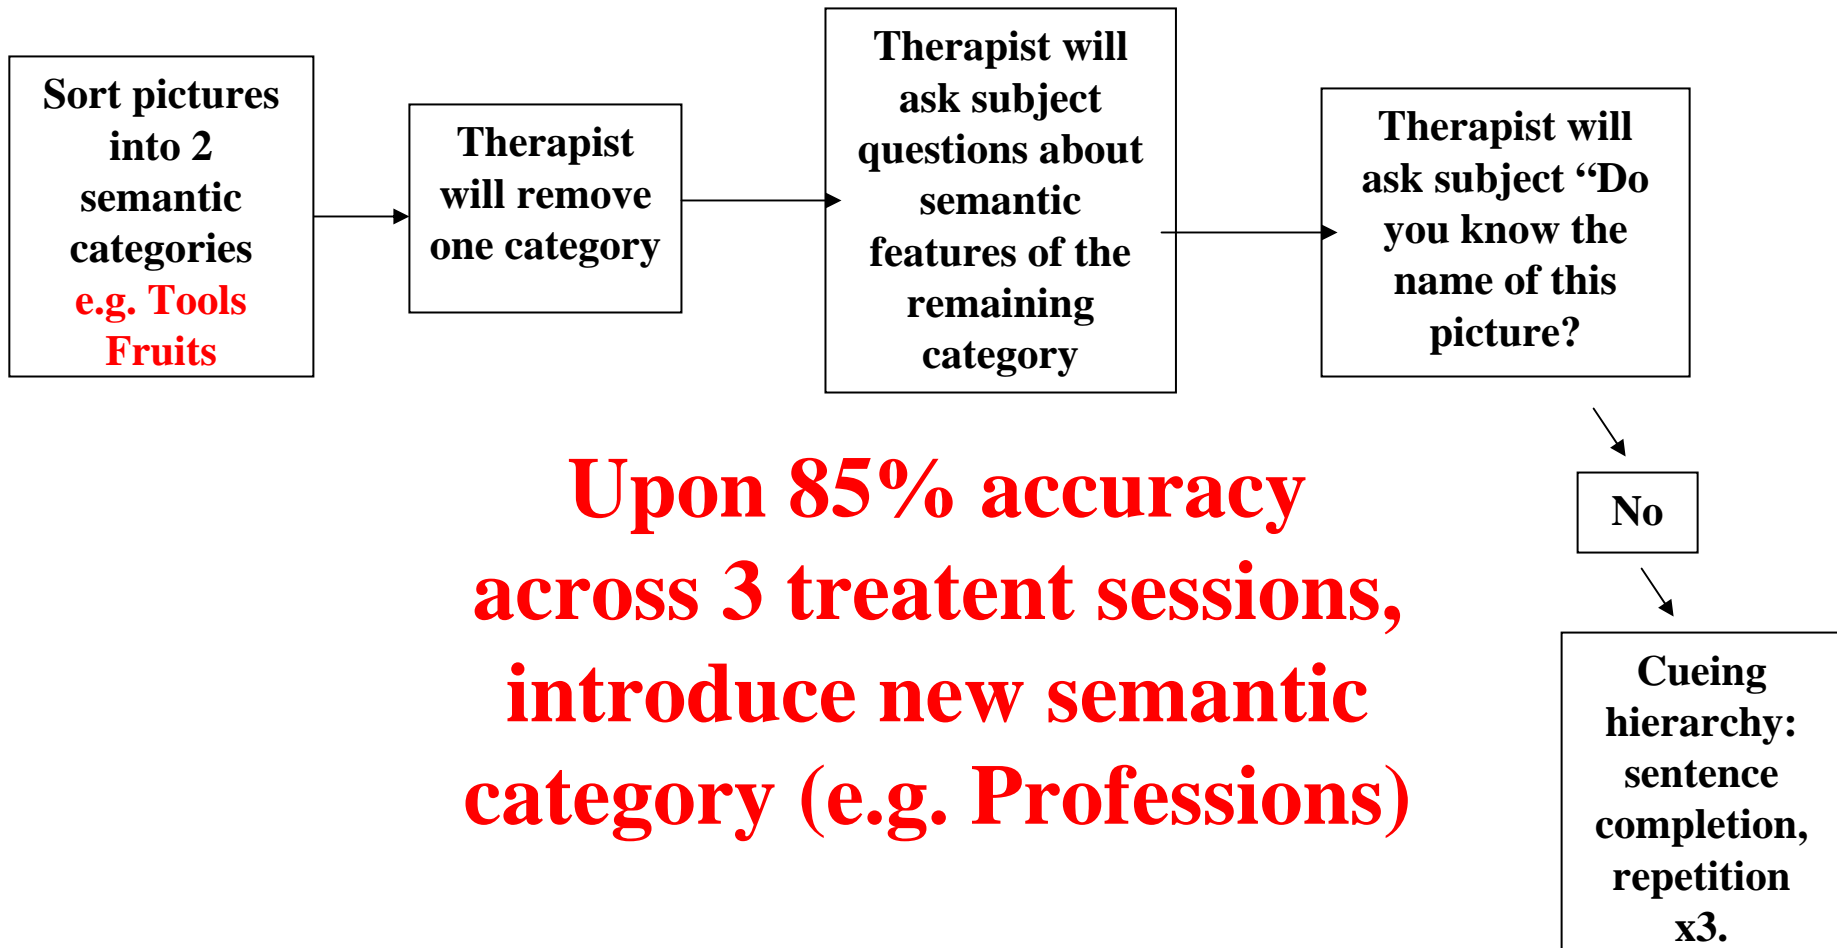 Sort pictures
into 2
semantic
categories
e.g. Tools
Fruits
Therapist
will remove
one category
Therapist will
ask subject
questions about
semantic
features of the
remaining
category
Therapist will
ask subject “Do
you know the
name of this
picture?
No
Cueing
hierarchy:
sentence
completion,
repetition
x3.
Upon 85% accuracy
across 3 treatent sessions,
introduce new semantic
category (e.g. Professions)